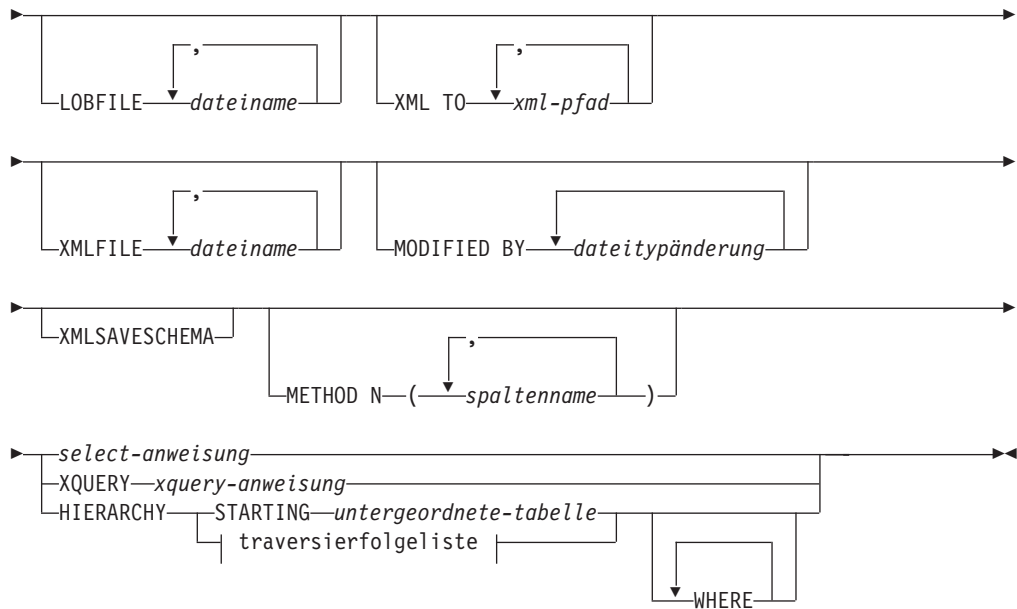 ,
,
LOBFILE dateiname
XML TO xml-pfad
,
XMLFILE dateiname
MODIFIED BY dateitypänderung
XMLSAVESCHEMA
,
METHOD N ( spaltenname )
select-anweisung
XQUERY xquery-anweisung
HIERARCHY STARTING untergeordnete-tabelle
traversierfolgeliste
WHERE